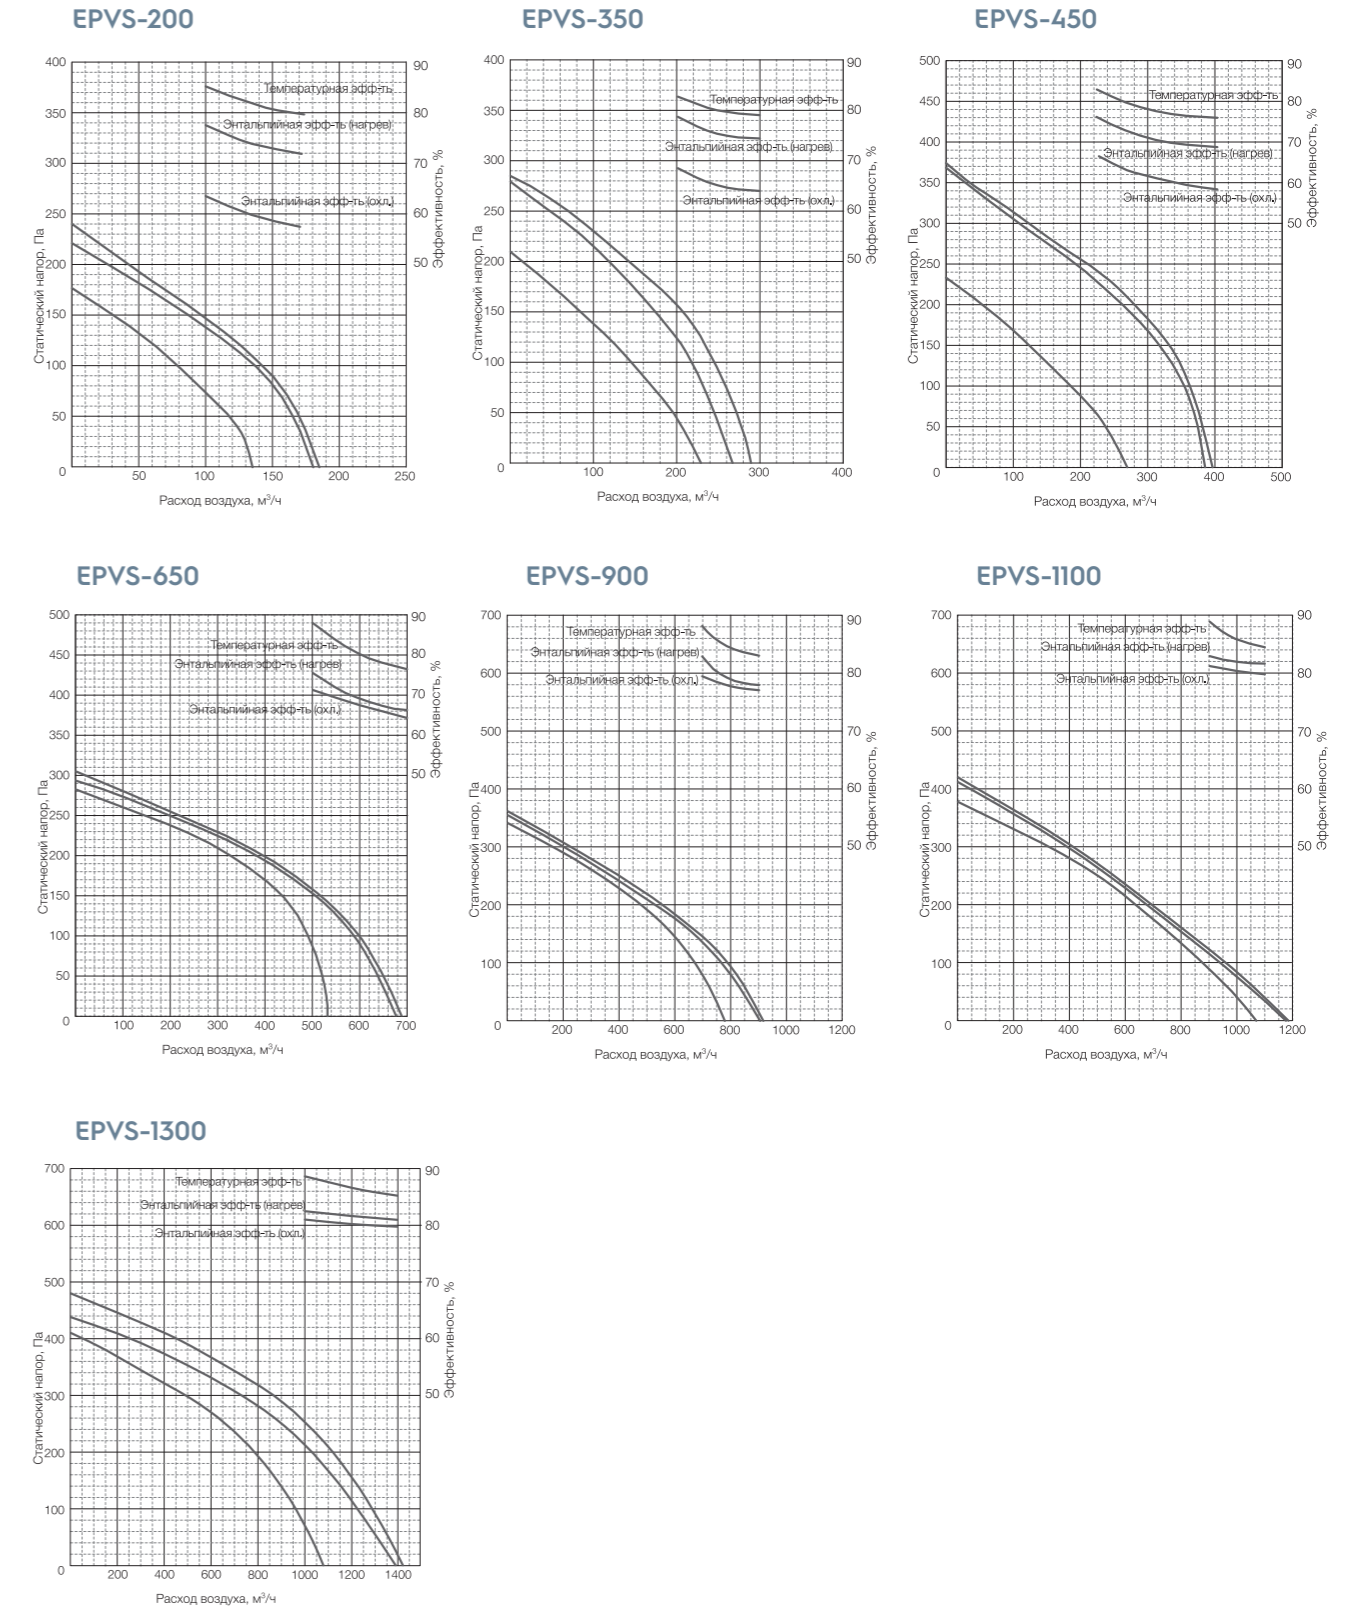 EPVS-200
400
350
300
250
200
150
100
50
0
50
100
150
200
250
90
80
70
60
50
Температурная эфф-ть
Энтальпийная эфф-ть (нагрев)
Энтальпийная эфф-ть (охл.)
Статический напор, Па
Эффективность, %
Расход воздуха, м³/ч
EPVS-350
400
350
300
250
200
150
100
50
0
100
200
300
400
90
80
70
60
50
Температурная эфф-ть
Энтальпийная эфф-ть (нагрев)
Энтальпийная эфф-ть (охл.)
Статический напор, Па
Эффективность, %
Расход воздуха, м³/ч
EPVS-450
500
450
400
350
300
250
200
150
100
50
0
100
200
300
400
500
90
80
70
60
50
Температурная эфф-ть
Энтальпийная эфф-ть (нагрев)
Энтальпийная эфф-ть (охл.)
Статический напор, Па
Эффективность, %
Расход воздуха, м³/ч
EPVS-650
500
450
400
350
300
250
200
150
100
50
0
100
200
300
400
500
600
700
90
80
70
60
50
Температурная эфф-ть
Энтальпийная эфф-ть (нагрев)
Энтальпийная эфф-ть (охл.)
Статический напор, Па
Эффективность, %
Расход воздуха, м³/ч
EPVS-900
700
600
500
400
300
200
100
0
200
400
600
800
1000
1200
90
80
70
60
50
Температурная эфф-ть
Энтальпийная эфф-ть (нагрев)
Энтальпийная эфф-ть (охл.)
Статический напор, Па
Эффективность, %
Расход воздуха, м³/ч
EPVS-1100
700
600
500
400
300
200
100
0
200
400
600
800
1000
1200
90
80
70
60
50
Температурная эфф-ть
Энтальпийная эфф-ть (нагрев)
Энтальпийная эфф-ть (охл.)
Статический напор, Па
Эффективность, %
Расход воздуха, м³/ч
EPVS-1300
700
600
500
400
300
200
100
0
200
400
600
800
1000
1200
1400
90
80
70
60
50
Температурная эфф-ть
Энтальпийная эфф-ть (нагрев)
Энтальпийная эфф-ть (охл.)
Статический напор, Па
Эффективность, %
Расход воздуха, м³/ч